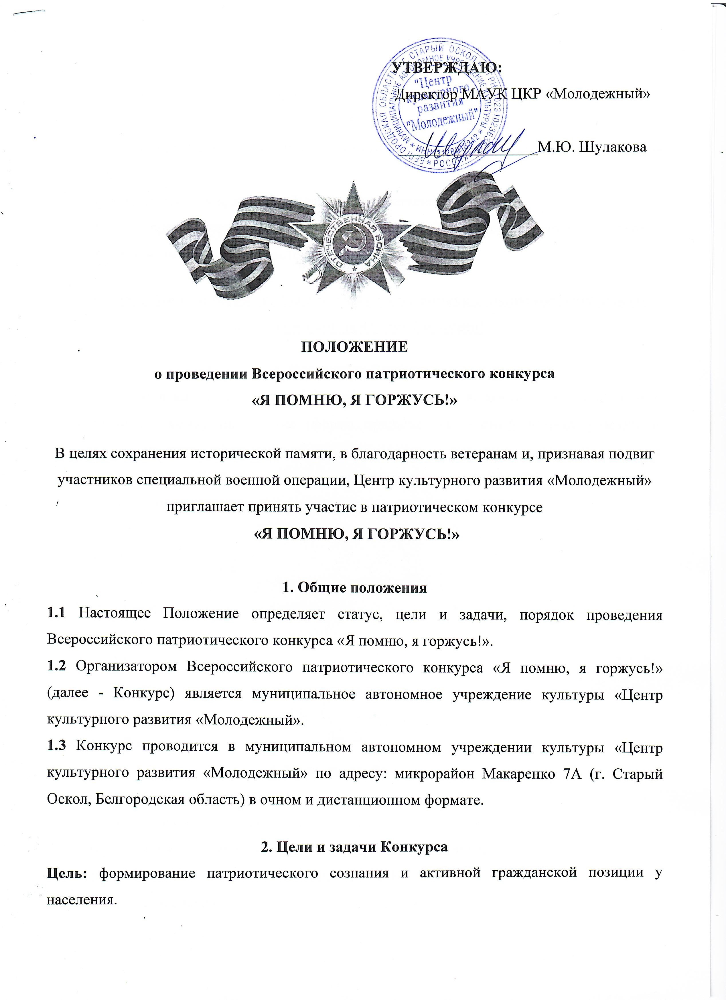 УТВЕРЖДАЮ:
Директор МАУК ЦКР «Молодежный»
"Центр
культурного
развития
"Молодежный"
БЕЛГОРОДСКАЯ ОБЛАСТЬ * г. СТАРЫЙ ОСКОЛ *
МУНИЦИПАЛЬНОЕ АВТОНОМНОЕ УЧРЕЖДЕНИЕ КУЛЬТУРЫ *
* РОССИЯ *
М.Ю. Шулакова
ОТЕЧЕСТВЕННАЯ ВОЙНА
ПОЛОЖЕНИЕ
о проведении Всероссийского патриотического конкурса
«Я ПОМНЮ, Я ГОРЖУСЬ!»
В целях сохранения исторической памяти, в благодарность ветеранам и, признавая подвиг
участников специальной военной операции, Центр культурного развития «Молодежный»
приглашает принять участие в патриотическом конкурсе
«Я ПОМНЮ, Я ГОРЖУСЬ!»
1. Общие положения
1.1 Настоящее Положение определяет статус, цели и задачи, порядок проведения
Всероссийского патриотического конкурса «Я помню, я горжусь!».
1.2 Организатором Всероссийского патриотического конкурса «Я помню, я горжусь!»
(далее - Конкурс) является муниципальное автономное учреждение культуры «Центр
культурного развития «Молодежный».
1.3 Конкурс проводится в муниципальном автономном учреждении культуры «Центр
культурного развития «Молодежный» по адресу: микрорайон Макаренко 7А (г. Старый
Оскол, Белгородская область) в очном и дистанционном формате.
2. Цели и задачи Конкурса
Цель: формирование патриотического сознания и активной гражданской позиции у
населения.